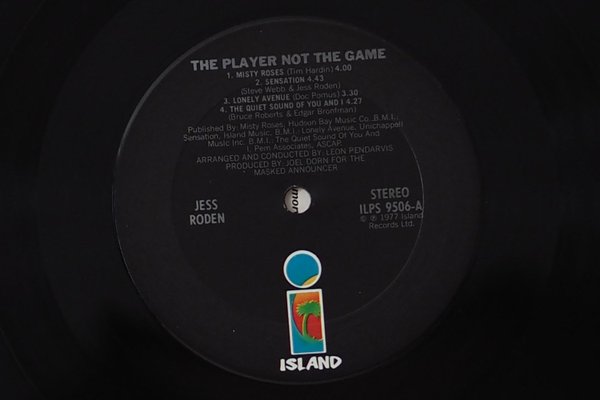 THE PLAYER NOT THE GAME
1. MISTY ROSES (Tim Hardin) 4.00
2. SENSATION 4.43
(Steve Webb & Jess Roden)
3. LONELY AVENUE (Doc Pomus) 3.30
4. THE QUIET SOUND OF YOU AND I 4.27
(Bruce Roberts & Edgar Bronfman)
Published By: Misty Roses, Hudson Bay Music Co. B.M.I.,
Sensation, Island Music, B.M.I.: Lonely Avenue, Unichappell
Music Inc. B.M.I.: The Quiet Sound Of You And
I. Pem Associates, ASCAP.
ARRANGED AND CONDUCTED BY: LEON PENDARVIS
PRODUCED BY: JOEL DORN FOR THE
MASKED ANNOUNCER
JESS
RODEN
STEREO
ILPS 9506-A
© ℗ 1977 Island
Records Ltd.
ISLAND